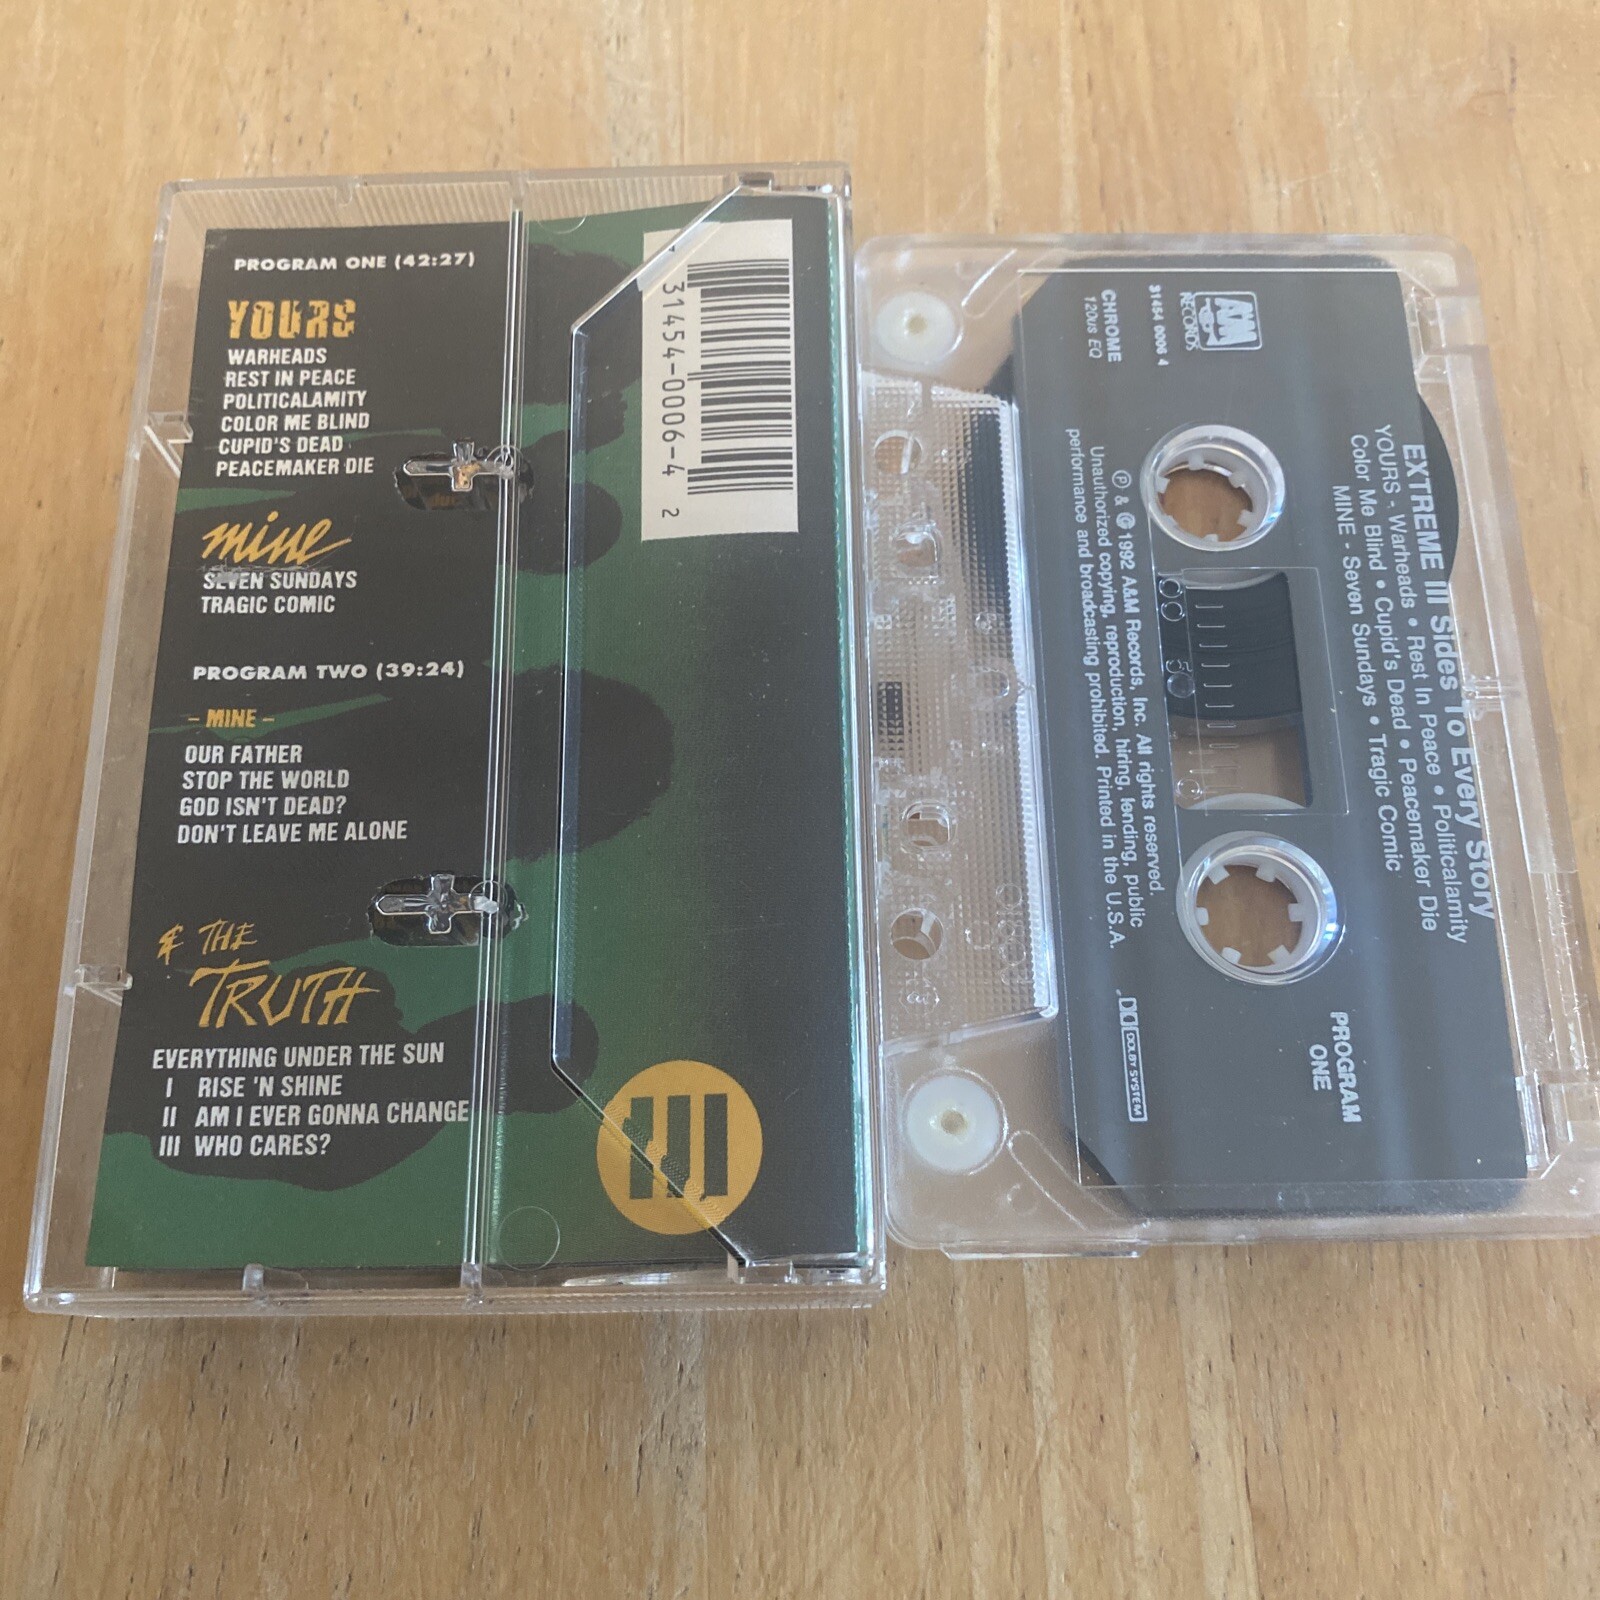 PROGRAM ONE (42:27)
YOURS
WARHEADS
REST IN PEACE
POLITICALAMITY
COLOR ME BLIND
CUPID'S DEAD
PEACEMAKER DIE
mine
SEVEN SUNDAYS
TRAGIC COMIC
PROGRAM TWO (39:24)
– MINE –
OUR FATHER
STOP THE WORLD
GOD ISN'T DEAD?
DON'T LEAVE ME ALONE
& THE
TRUTH
EVERYTHING UNDER THE SUN
I RISE 'N SHINE
II AM I EVER GONNA CHANGE
III WHO CARES?
31454-0006-4 2
III
EXTREME III Sides To Every Story
YOURS - Warheads • Rest In Peace • Politicalamity
Color Me Blind • Cupid's Dead • Peacemaker Die
MINE - Seven Sundays • Tragic Comic
A&M
RECORDS
31454 0006 4
CHROME
120us EQ
100 50 0
PROGRAM
ONE
℗ & © 1992 A&M Records, Inc. All rights reserved.
Unauthorized copying, reproduction, hiring, lending, public
performance and broadcasting prohibited. Printed in the U.S.A.
DOLBY SYSTEM